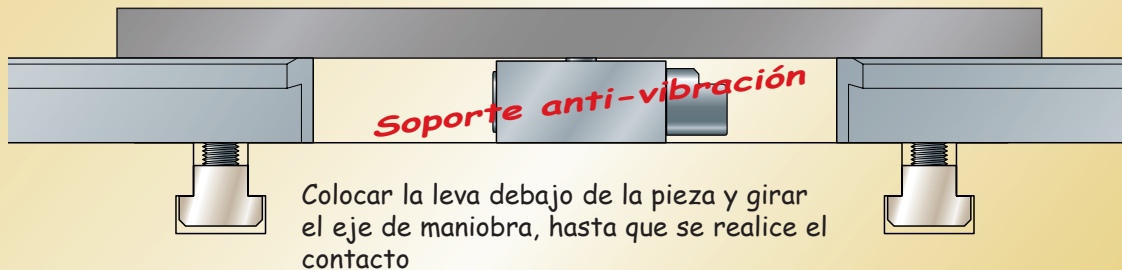 Soporte anti-vibración
Colocar la leva debajo de la pieza y girar
el eje de maniobra, hasta que se realice el
contacto